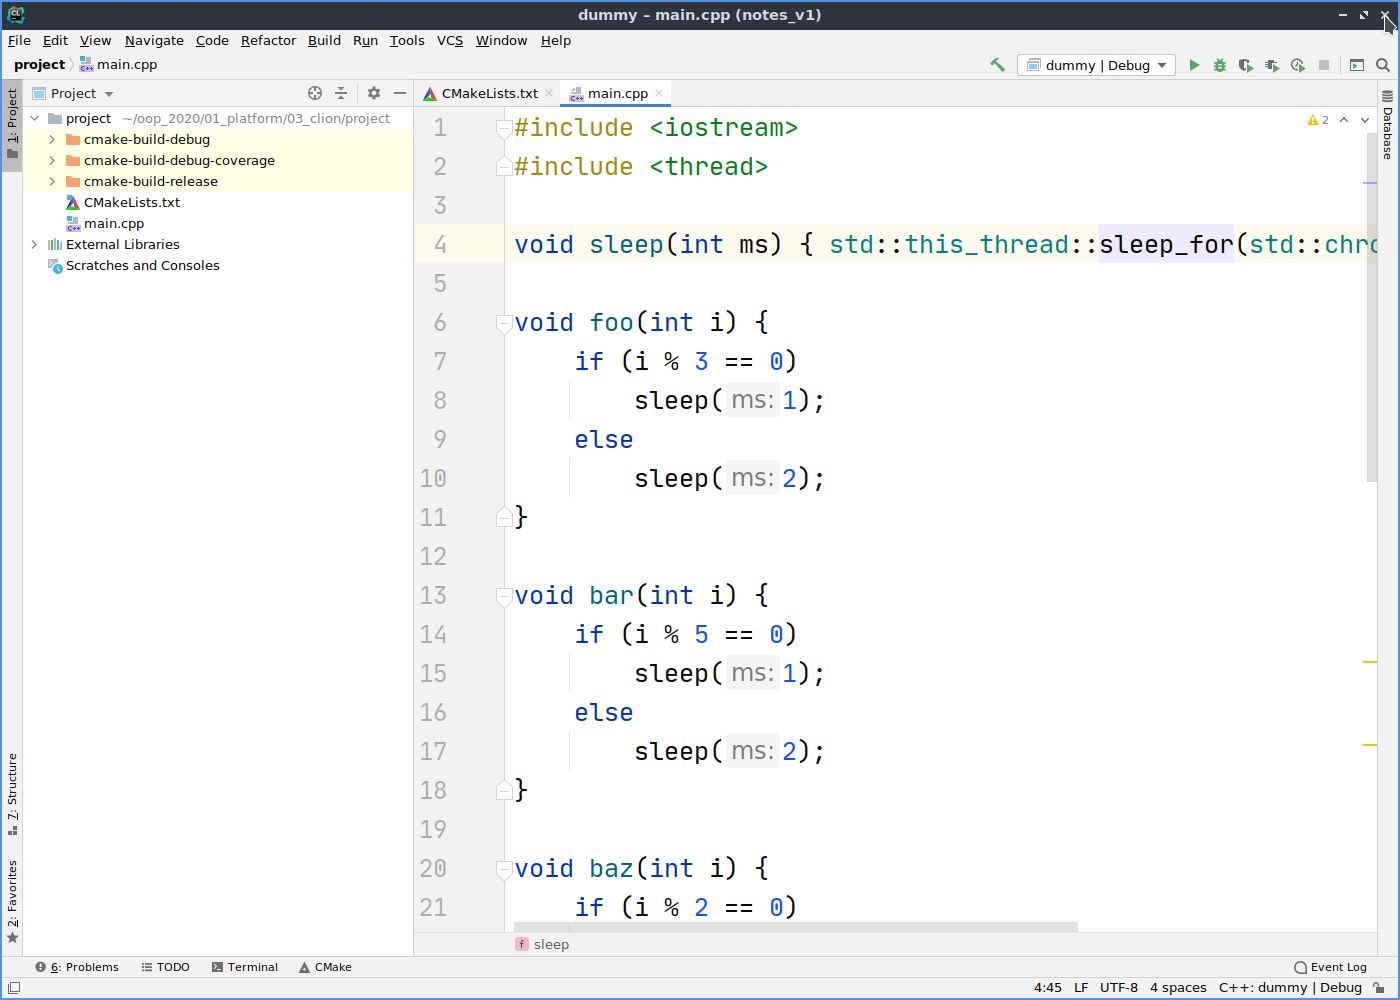 dummy – main.cpp (notes_v1)
File Edit View Navigate Code Refactor Build Run Tools VCS Window Help
project main.cpp dummy | Debug
1: Project
Project
project ~/oop_2020/01_platform/03_clion/project
cmake-build-debug
cmake-build-debug-coverage
cmake-build-release
CMakeLists.txt
main.cpp
External Libraries
Scratches and Consoles
7: Structure
2: Favorites
CMakeLists.txt main.cpp
2
Database
1 #include <iostream>
2 #include <thread>
3
4 void sleep(int ms) { std::this_thread::sleep_for(std::chro
5
6 void foo(int i) {
7 if (i % 3 == 0)
8 sleep( ms: 1);
9 else
10 sleep( ms: 2);
11 }
12
13 void bar(int i) {
14 if (i % 5 == 0)
15 sleep( ms: 1);
16 else
17 sleep( ms: 2);
18 }
19
20 void baz(int i) {
21 if (i % 2 == 0)
f sleep
6: Problems TODO Terminal CMake Event Log
4:45 LF UTF-8 4 spaces C++: dummy | Debug